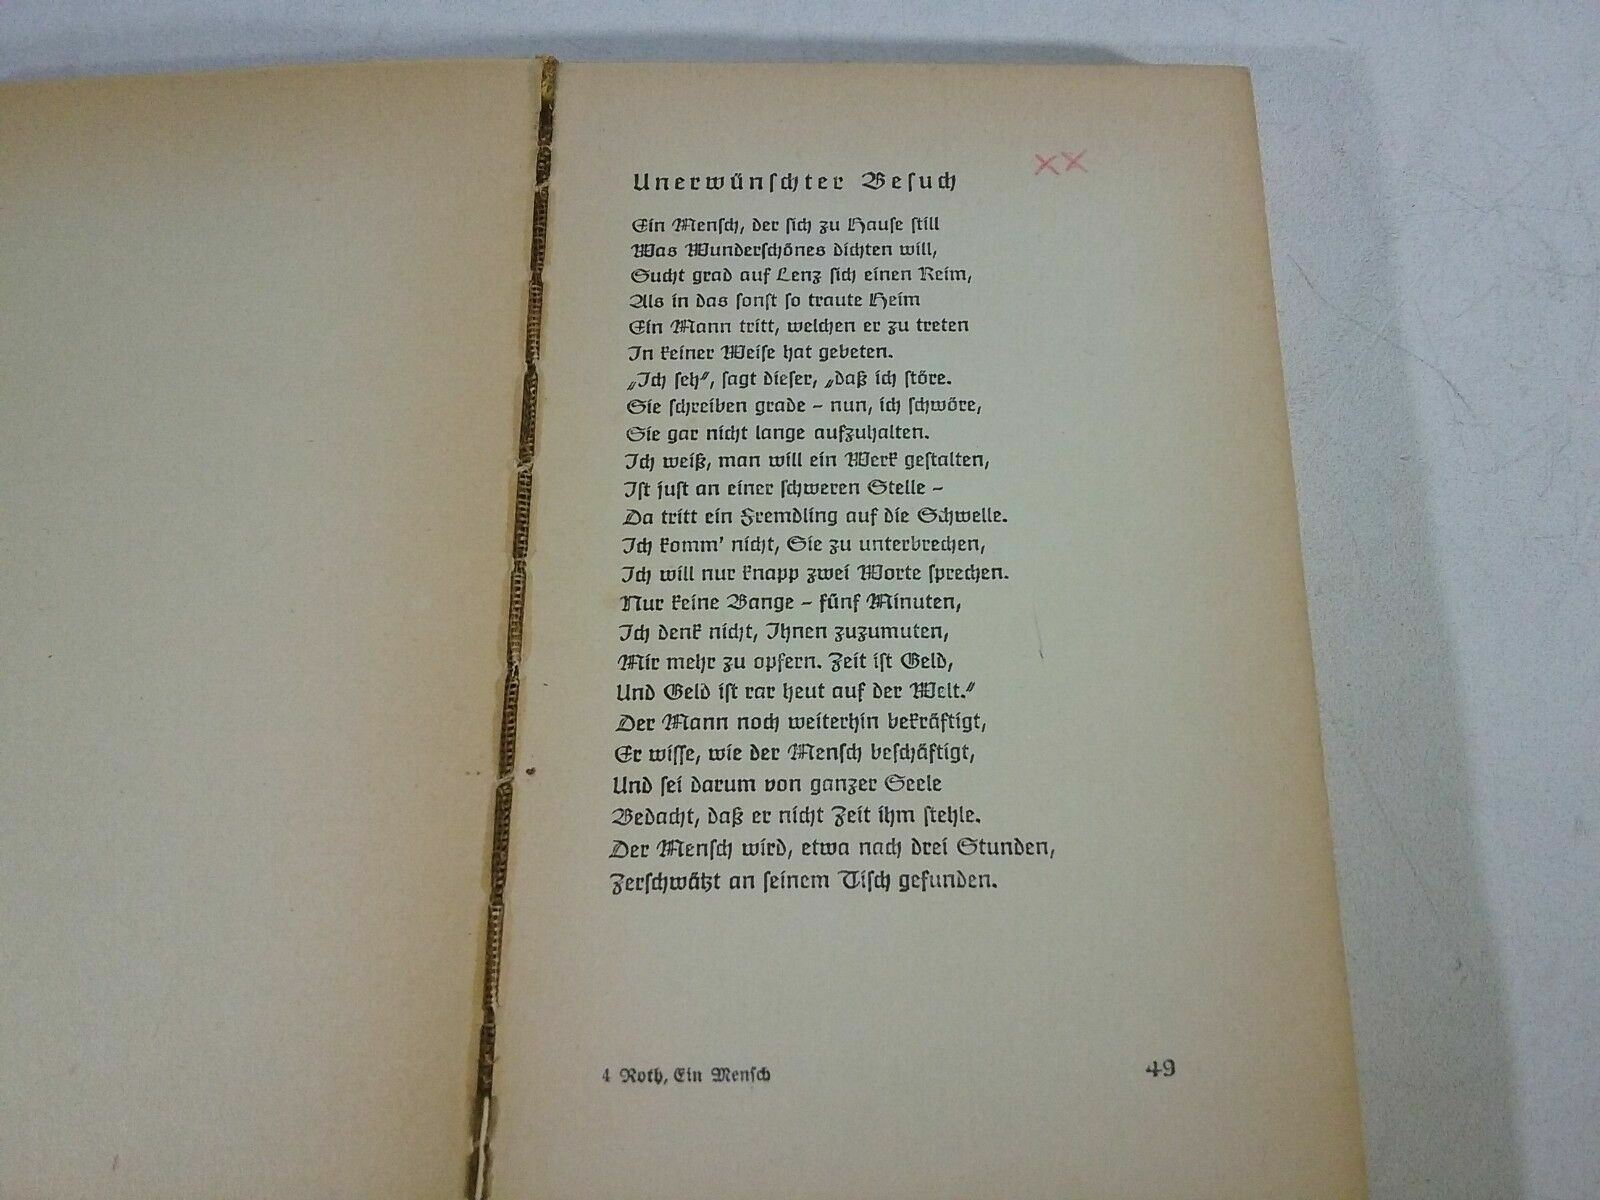 Unerwünschter Besuch
XX
Ein Mensch, der sich zu Hause still
Was Wunderschönes dichten will,
Sucht grad auf Lenz sich einen Reim,
Als in das sonst so traute Heim
Ein Mann tritt, welchen er zu treten
In keiner Weise hat gebeten.
„Ich seh“, sagt dieser, „daß ich störe.
Sie schreiben grade – nun, ich schwöre,
Sie gar nicht lange aufzuhalten.
Ich weiß, man will ein Werk gestalten,
Ist just an einer schweren Stelle –
Da tritt ein Fremdling auf die Schwelle.
Ich komm' nicht, Sie zu unterbrechen,
Ich will nur knapp zwei Worte sprechen.
Nur keine Bange – fünf Minuten,
Ich denk nicht, Ihnen zuzumuten,
Mir mehr zu opfern. Zeit ist Geld,
Und Geld ist rar heut auf der Welt.“
Der Mann noch weiterhin bekräftigt,
Er wisse, wie der Mensch beschäftigt,
Und sei darum von ganzer Seele
Bedacht, daß er nicht Zeit ihm stehle.
Der Mensch wird, etwa nach drei Stunden,
Zerschwätzt an seinem Tisch gefunden.
4 Roth, Ein Mensch
49